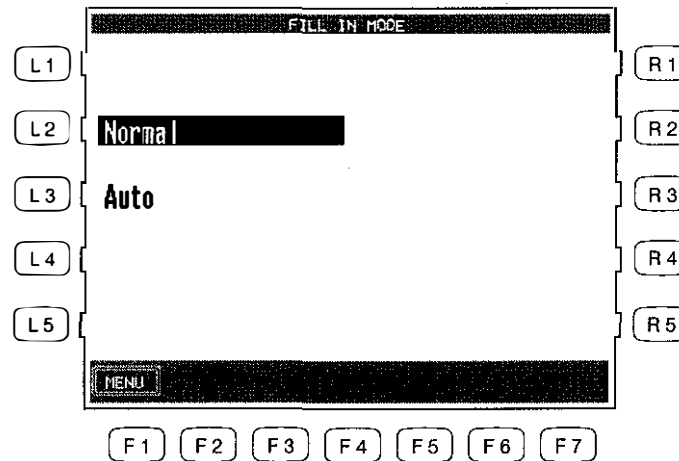 FILL IN MODE
L1
R1
L2
Normal
R2
L3
Auto
R3
L4
R4
L5
R5
MENU
F1 F2 F3 F4 F5 F6 F7